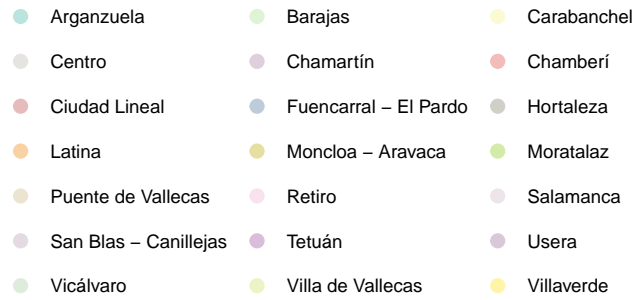 Arganzuela
Barajas
Carabanchel
Centro
Chamartín
Chamberí
Ciudad Lineal
Fuencarral − El Pardo
Hortaleza
Latina
Moncloa − Aravaca
Moratalaz
Puente de Vallecas
Retiro
Salamanca
San Blas − Canillejas
Tetuán
Usera
Vicálvaro
Villa de Vallecas
Villaverde